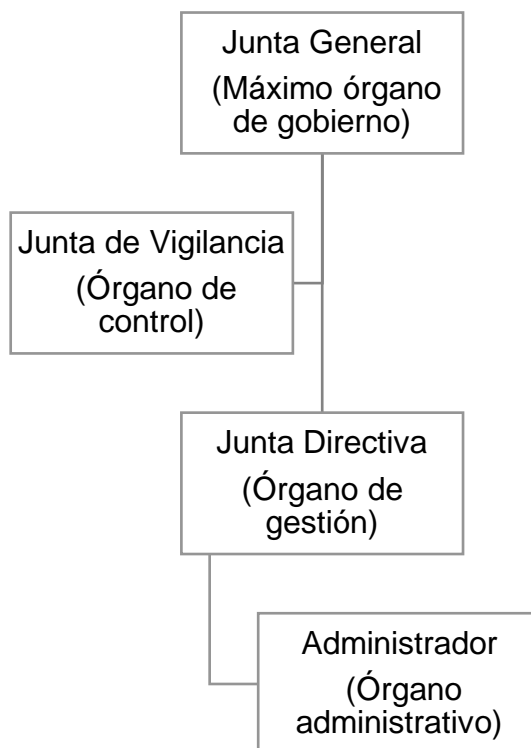 Junta General
(Máximo órgano
de gobierno)
Junta de Vigilancia
(Órgano de
control)
Junta Directiva
(Órgano de
gestión)
Administrador
(Órgano
administrativo)